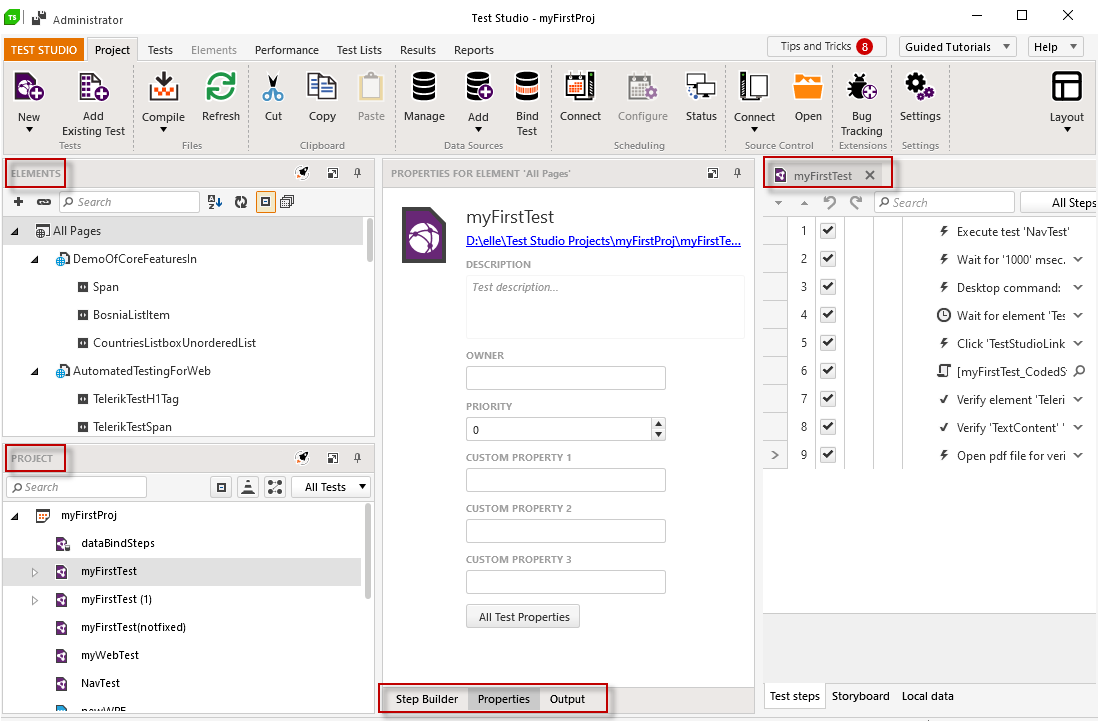 TS
Administrator
Test Studio - myFirstProj
TEST STUDIO
Project
Tests
Elements
Performance
Test Lists
Results
Reports
Tips and Tricks 8
Guided Tutorials
Help
New
Add Existing Test
Compile
Refresh
Cut
Copy
Paste
Manage
Add
Bind Test
Connect
Configure
Status
Connect
Open
Bug Tracking
Settings
Layout
Tests
Files
Clipboard
Data Sources
Scheduling
Source Control
Extensions
Settings
ELEMENTS
Search
All Pages
DemoOfCoreFeaturesIn
Span
BosniaListItem
CountriesListboxUnorderedList
AutomatedTestingForWeb
TelerikTestH1Tag
TelerikTestSpan
PROJECT
Search
All Tests
myFirstProj
dataBindSteps
myFirstTest
myFirstTest (1)
myFirstTest(notfixed)
myWebTest
NavTest
PROPERTIES FOR ELEMENT 'All Pages'
myFirstTest
D:\elle\Test Studio Projects\myFirstProj\myFirstTe...
DESCRIPTION
Test description...
OWNER
PRIORITY
0
CUSTOM PROPERTY 1
CUSTOM PROPERTY 2
CUSTOM PROPERTY 3
All Test Properties
Step Builder
Properties
Output
myFirstTest
Search
All Steps
1 Execute test 'NavTest'
2 Wait for '1000' msec.
3 Desktop command:
4 Wait for element 'Tes
5 Click 'TestStudioLink
6 [myFirstTest_CodedSt
7 Verify element 'Teleri
8 Verify 'TextContent' '
9 Open pdf file for veri
Test steps
Storyboard
Local data